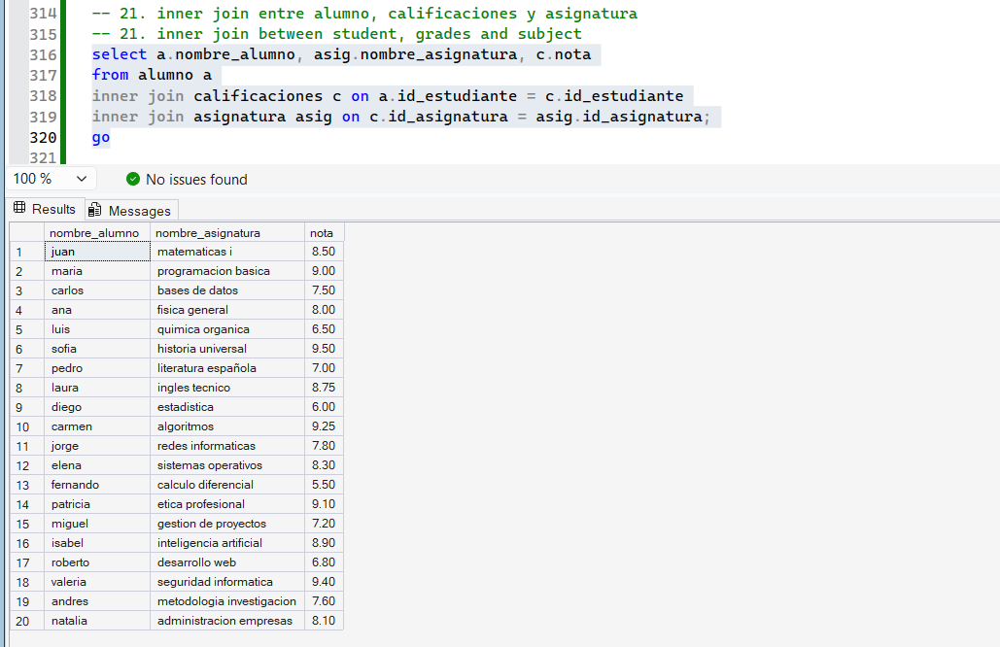 314 -- 21. inner join entre alumno, calificaciones y asignatura
315 -- 21. inner join between student, grades and subject
316 select a.nombre_alumno, asig.nombre_asignatura, c.nota
317 from alumno a
318 inner join calificaciones c on a.id_estudiante = c.id_estudiante
319 inner join asignatura asig on c.id_asignatura = asig.id_asignatura;
320 go
321
100 % No issues found
Results Messages
nombre_alumno nombre_asignatura nota
1 juan matematicas i 8.50
2 maria programacion basica 9.00
3 carlos bases de datos 7.50
4 ana fisica general 8.00
5 luis quimica organica 6.50
6 sofia historia universal 9.50
7 pedro literatura española 7.00
8 laura ingles tecnico 8.75
9 diego estadistica 6.00
10 carmen algoritmos 9.25
11 jorge redes informaticas 7.80
12 elena sistemas operativos 8.30
13 fernando calculo diferencial 5.50
14 patricia etica profesional 9.10
15 miguel gestion de proyectos 7.20
16 isabel inteligencia artificial 8.90
17 roberto desarrollo web 6.80
18 valeria seguridad informatica 9.40
19 andres metodologia investigacion 7.60
20 natalia administracion empresas 8.10